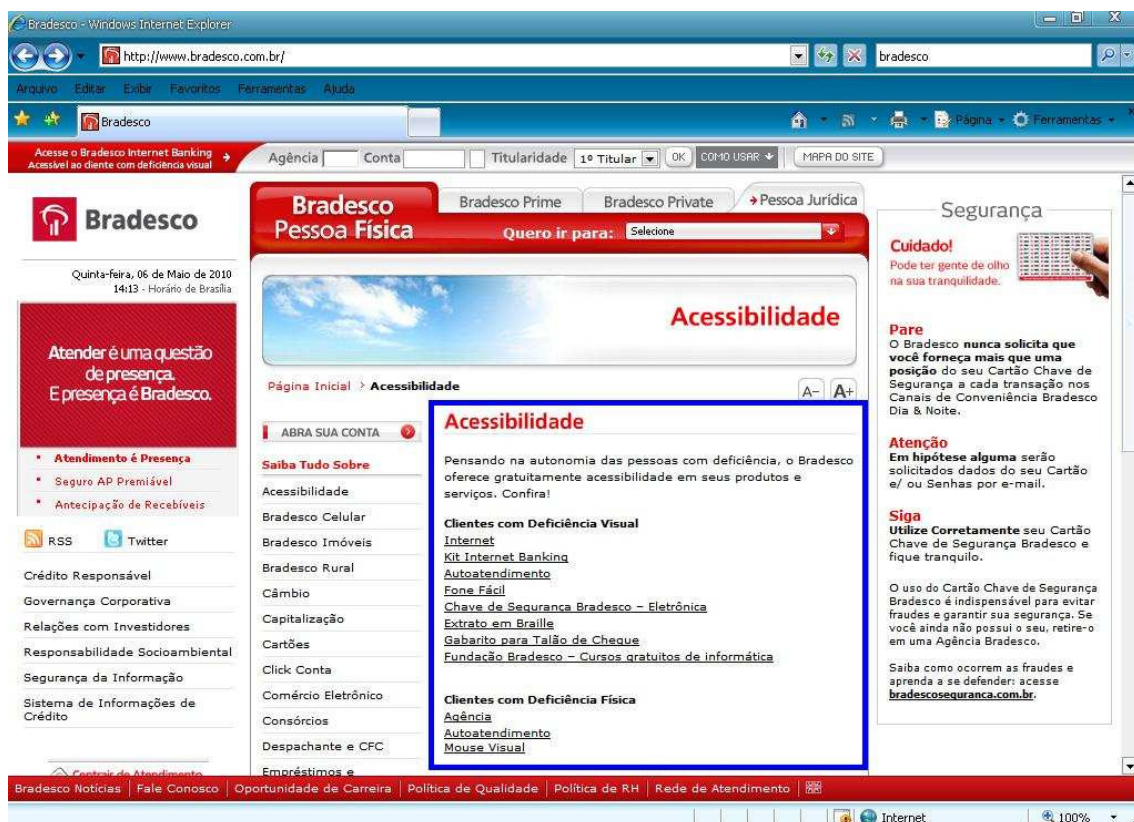 Bradesco - Windows Internet Explorer
http://www.bradesco.com.br/
bradesco
Arquivo Editar Exibir Favoritos Ferramentas Ajuda
Bradesco
Página Ferramentas
Acesse o Bradesco Internet Banking
Acessível ao cliente com deficiência visual
Agência Conta Titularidade 1º Titular OK COMO USAR MAPA DO SITE
Bradesco
Quinta-feira, 06 de Maio de 2010
14:13 - Horário de Brasília
Atender é uma questão
de presença.
E presença é Bradesco.
Atendimento é Presença
Seguro AP Premiável
Antecipação de Recebíveis
RSS Twitter
Crédito Responsável
Governança Corporativa
Relações com Investidores
Responsabilidade Socioambiental
Segurança da Informação
Sistema de Informações de
Crédito
Centrais de Atendimento
Bradesco
Pessoa Física
Bradesco Prime
Bradesco Private
Pessoa Jurídica
Quero ir para: Selecione
Acessibilidade
Página Inicial > Acessibilidade
A- A+
ABRA SUA CONTA
Saiba Tudo Sobre
Acessibilidade
Bradesco Celular
Bradesco Imóveis
Bradesco Rural
Câmbio
Capitalização
Cartões
Click Conta
Comércio Eletrônico
Consórcios
Despachante e CFC
Empréstimos e
Acessibilidade
Pensando na autonomia das pessoas com deficiência, o Bradesco
oferece gratuitamente acessibilidade em seus produtos e
serviços. Confira!
Clientes com Deficiência Visual
Internet
Kit Internet Banking
Autoatendimento
Fone Fácil
Chave de Segurança Bradesco – Eletrônica
Extrato em Braille
Gabarito para Talão de Cheque
Fundação Bradesco – Cursos gratuitos de informática
Clientes com Deficiência Física
Agência
Autoatendimento
Mouse Visual
Segurança
Cuidado!
Pode ter gente de olho
na sua tranquilidade.
Pare
O Bradesco nunca solicita que
você forneça mais que uma
posição do seu Cartão Chave de
Segurança a cada transação nos
Canais de Conveniência Bradesco
Dia & Noite.
Atenção
Em hipótese alguma serão
solicitados dados do seu Cartão
e/ ou Senhas por e-mail.
Siga
Utilize Corretamente seu Cartão
Chave de Segurança Bradesco e
fique tranquilo.
O uso do Cartão Chave de Segurança
Bradesco é indispensável para evitar
fraudes e garantir sua segurança. Se
você ainda não possui o seu, retire-o
em uma Agência Bradesco.
Saiba como ocorrem as fraudes e
aprenda a se defender: acesse
bradescoseguranca.com.br.
Bradesco Notícias | Fale Conosco | Oportunidade de Carreira | Política de Qualidade | Política de RH | Rede de Atendimento
Internet 100%